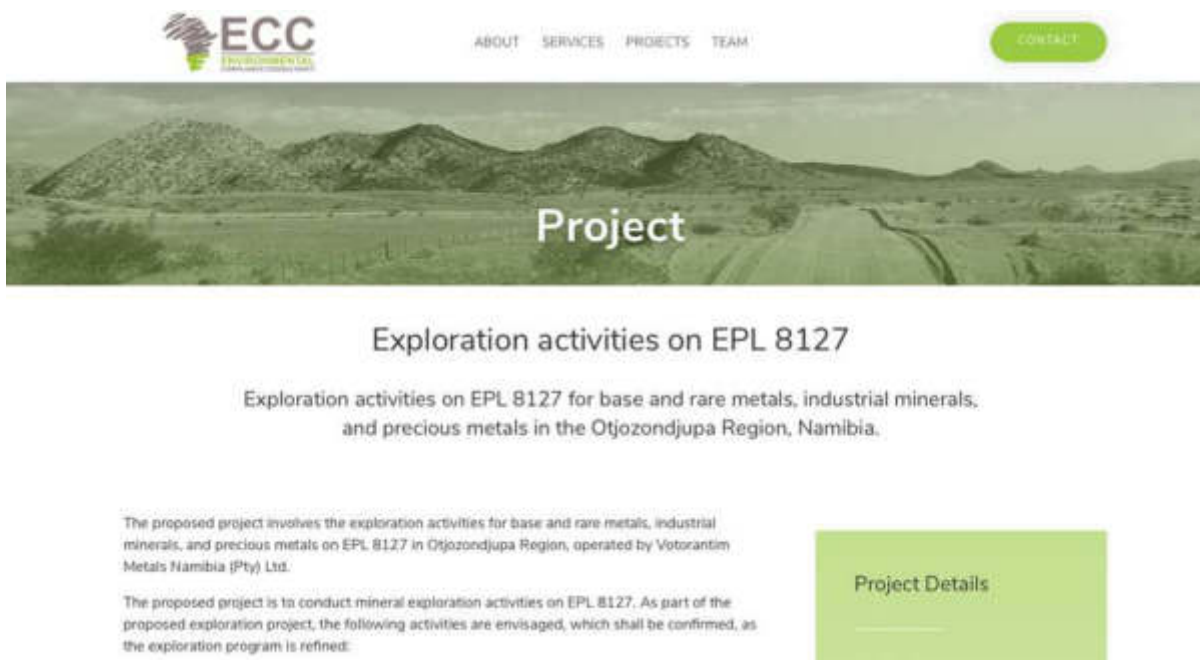 ECC
ENVIRONMENTAL
COMPLIANCE CONSULTANCY
ABOUT SERVICES PROJECTS TEAM
CONTACT
Project
Exploration activities on EPL 8127
Exploration activities on EPL 8127 for base and rare metals, industrial minerals,
and precious metals in the Otjozondjupa Region, Namibia.
The proposed project involves the exploration activities for base and rare metals, industrial
minerals, and precious metals on EPL 8127 in Otjozondjupa Region, operated by Votorantim
Metals Namibia (Pty) Ltd.
The proposed project is to conduct mineral exploration activities on EPL 8127. As part of the
proposed exploration project, the following activities are envisaged, which shall be confirmed, as
the exploration program is refined:
Project Details